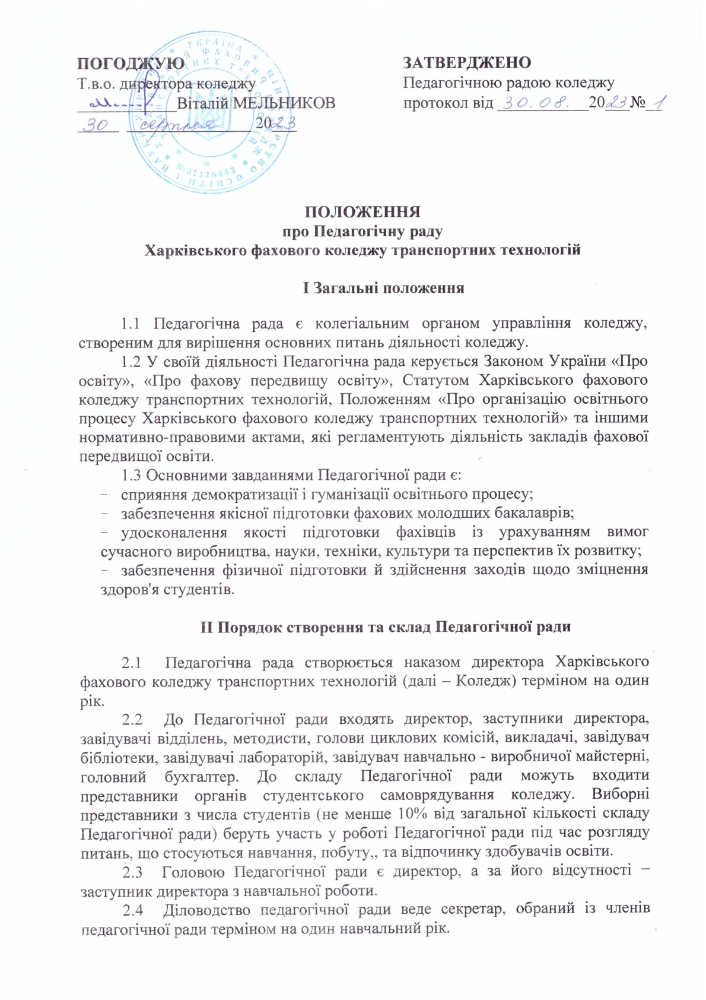 ПОГОДЖУЮ
Т.в.о. директора коледжу
____________Віталій МЕЛЬНИКОВ
30 серпня 2023
ЗАТВЕРДЖЕНО
Педагогічною радою коледжу
протокол від 30.08. 2023 № 1
УКРАЇНА * МІНІСТЕРСТВО ОСВІТИ І НАУКИ УКРАЇНИ *
№01116443
ПОЛОЖЕННЯ
про Педагогічну раду
Харківського фахового коледжу транспортних технологій
I Загальні положення
1.1 Педагогічна рада є колегіальним органом управління коледжу,
створеним для вирішення основних питань діяльності коледжу.
1.2 У своїй діяльності Педагогічна рада керується Законом України «Про
освіту», «Про фахову передвищу освіту», Статутом Харківського фахового
коледжу транспортних технологій, Положенням «Про організацію освітнього
процесу Харківського фахового коледжу транспортних технологій» та іншими
нормативно-правовими актами, які регламентують діяльність закладів фахової
передвищої освіти.
1.3 Основними завданнями Педагогічної ради є:
- сприяння демократизації і гуманізації освітнього процесу;
- забезпечення якісної підготовки фахових молодших бакалаврів;
- удосконалення якості підготовки фахівців із урахуванням вимог
сучасного виробництва, науки, техніки, культури та перспектив їх розвитку;
- забезпечення фізичної підготовки й здійснення заходів щодо зміцнення
здоров'я студентів.
II Порядок створення та склад Педагогічної ради
2.1 Педагогічна рада створюється наказом директора Харківського
фахового коледжу транспортних технологій (далі – Коледж) терміном на один
рік.
2.2 До Педагогічної ради входять директор, заступники директора,
завідувачі відділень, методисти, голови циклових комісій, викладачі, завідувач
бібліотеки, завідувачі лабораторій, завідувач навчально - виробничої майстерні,
головний бухгалтер. До складу Педагогічної ради можуть входити
представники органів студентського самоврядування коледжу. Виборні
представники з числа студентів (не менше 10% від загальної кількості складу
Педагогічної ради) беруть участь у роботі Педагогічної ради під час розгляду
питань, що стосуються навчання, побуту,, та відпочинку здобувачів освіти.
2.3 Головою Педагогічної ради є директор, а за його відсутності –
заступник директора з навчальної роботи.
2.4 Діловодство педагогічної ради веде секретар, обраний із членів
педагогічної ради терміном на один навчальний рік.